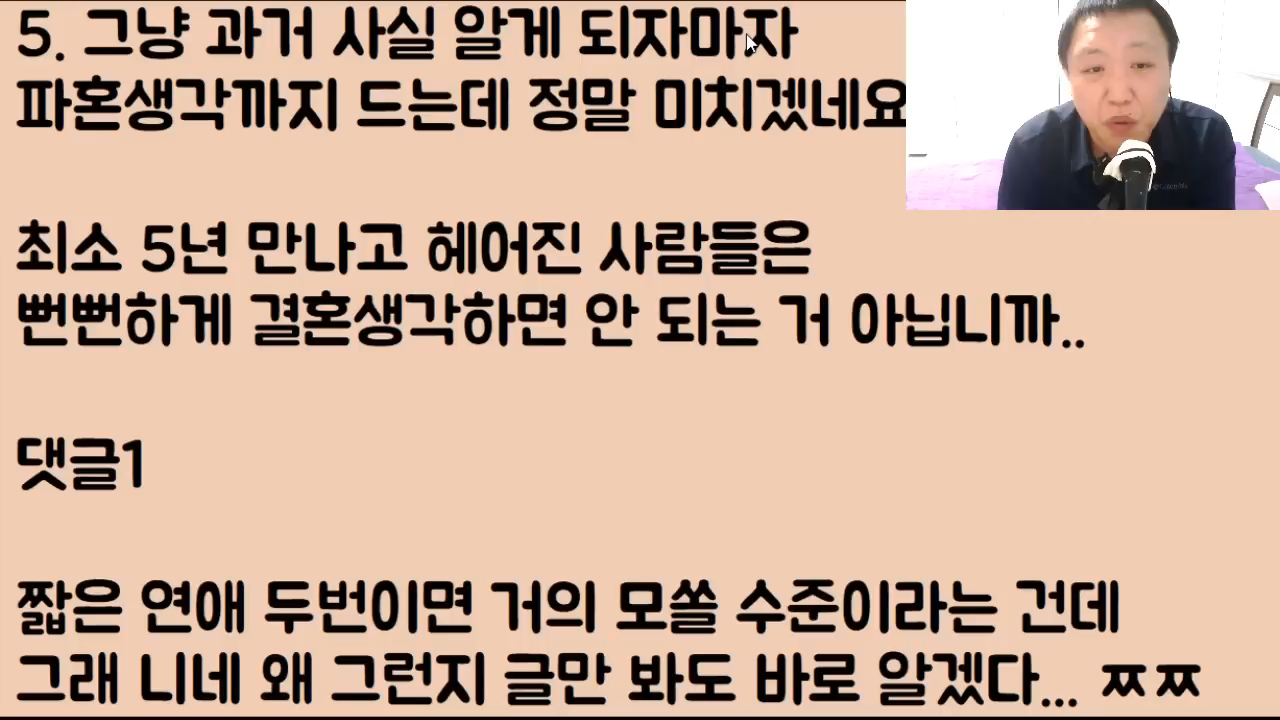 5. 그냥 과거 사실 알게 되자마자
파혼생각까지 드는데 정말 미치겠네요
최소 5년 만나고 헤어진 사람들은
뻔뻔하게 결혼생각하면 안 되는 거 아닙니까..
댓글1
짧은 연애 두번이면 거의 모쏠 수준이라는 건데
그래 니네 왜 그런지 글만 봐도 바로 알겠다... ㅉㅉ